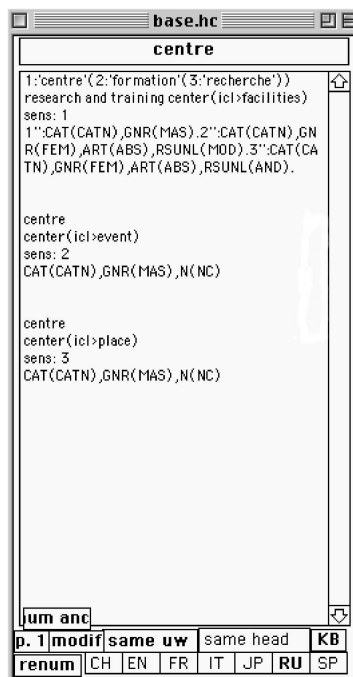 base.hc
centre
1:'centre'(2:'formation'(3:'recherche'))
research and training center(icl>facilities)
sens: 1
1'':CAT(CATN),GNR(MAS).2'':CAT(CATN),GN
R(FEM),ART(ABS),RSUNL(MOD).3'':CAT(CA
TN),GNR(FEM),ART(ABS),RSUNL(AND).
centre
center(icl>event)
sens: 2
CAT(CATN),GNR(MAS),N(NC)
centre
center(icl>place)
sens: 3
CAT(CATN),GNR(MAS),N(NC)
um anc
p. 1 modif same uw same head KB
renum CH EN FR IT JP RU SP